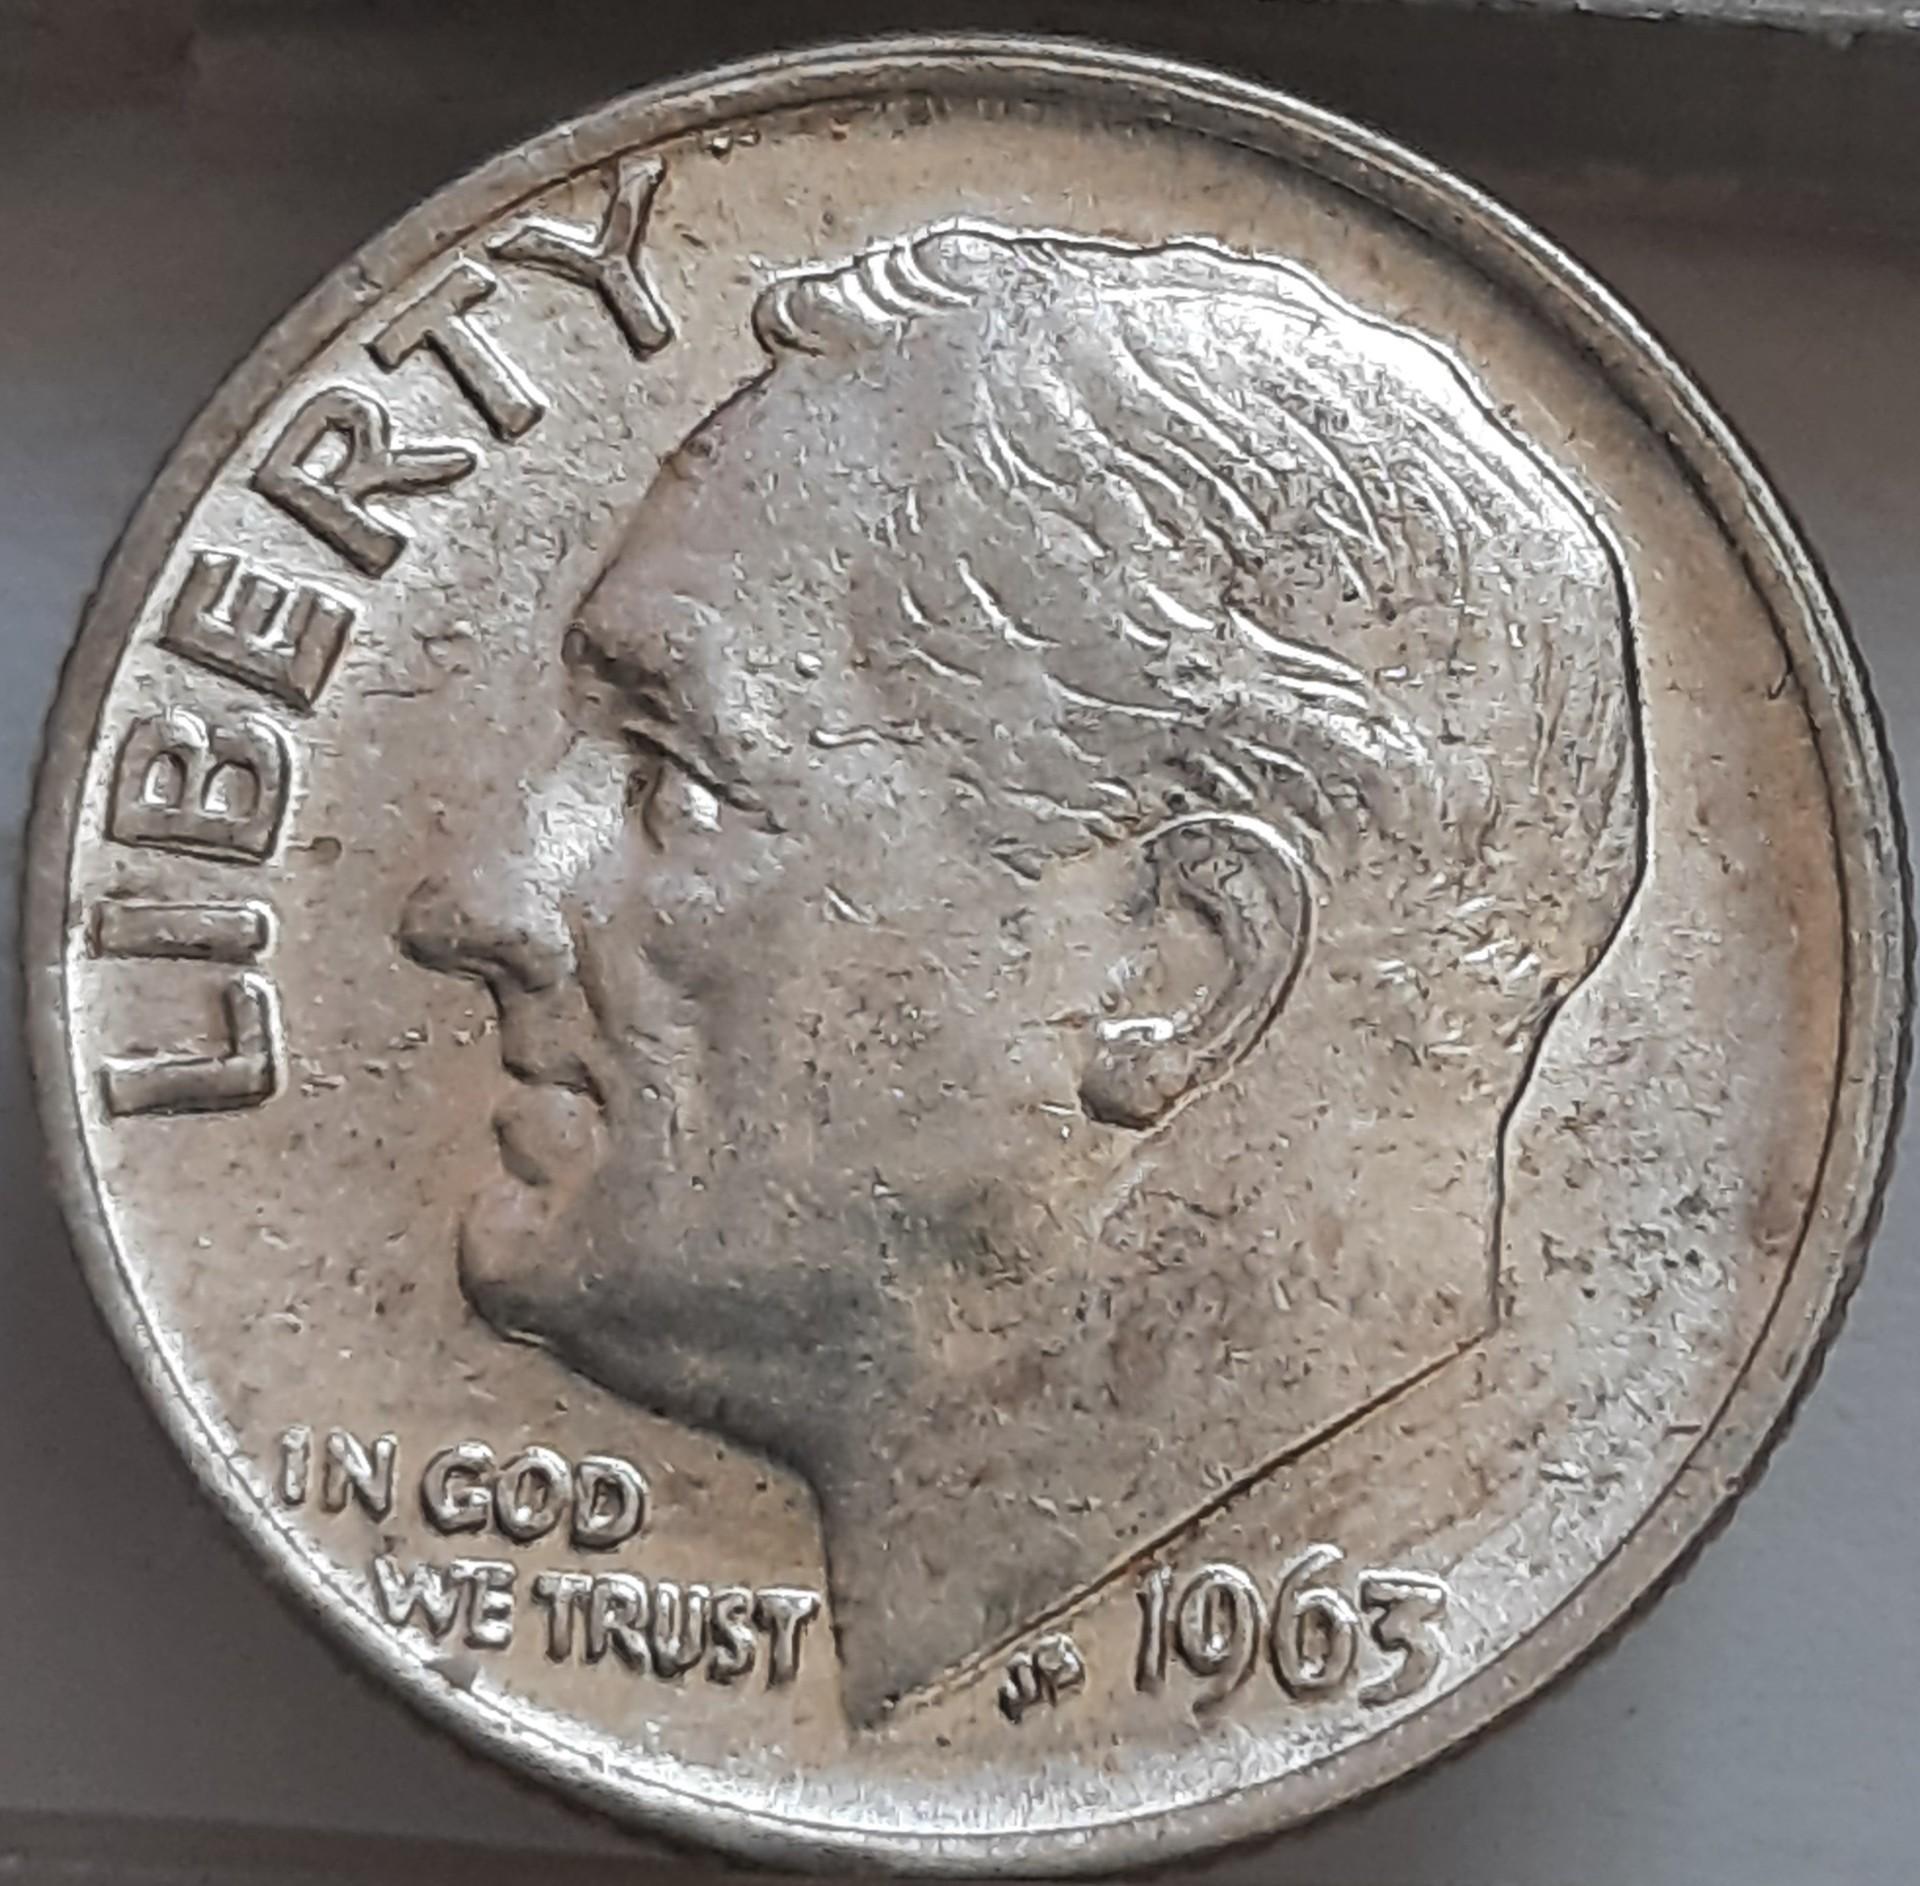 LIBERTY
IN GOD
WE TRUST
JS 1963